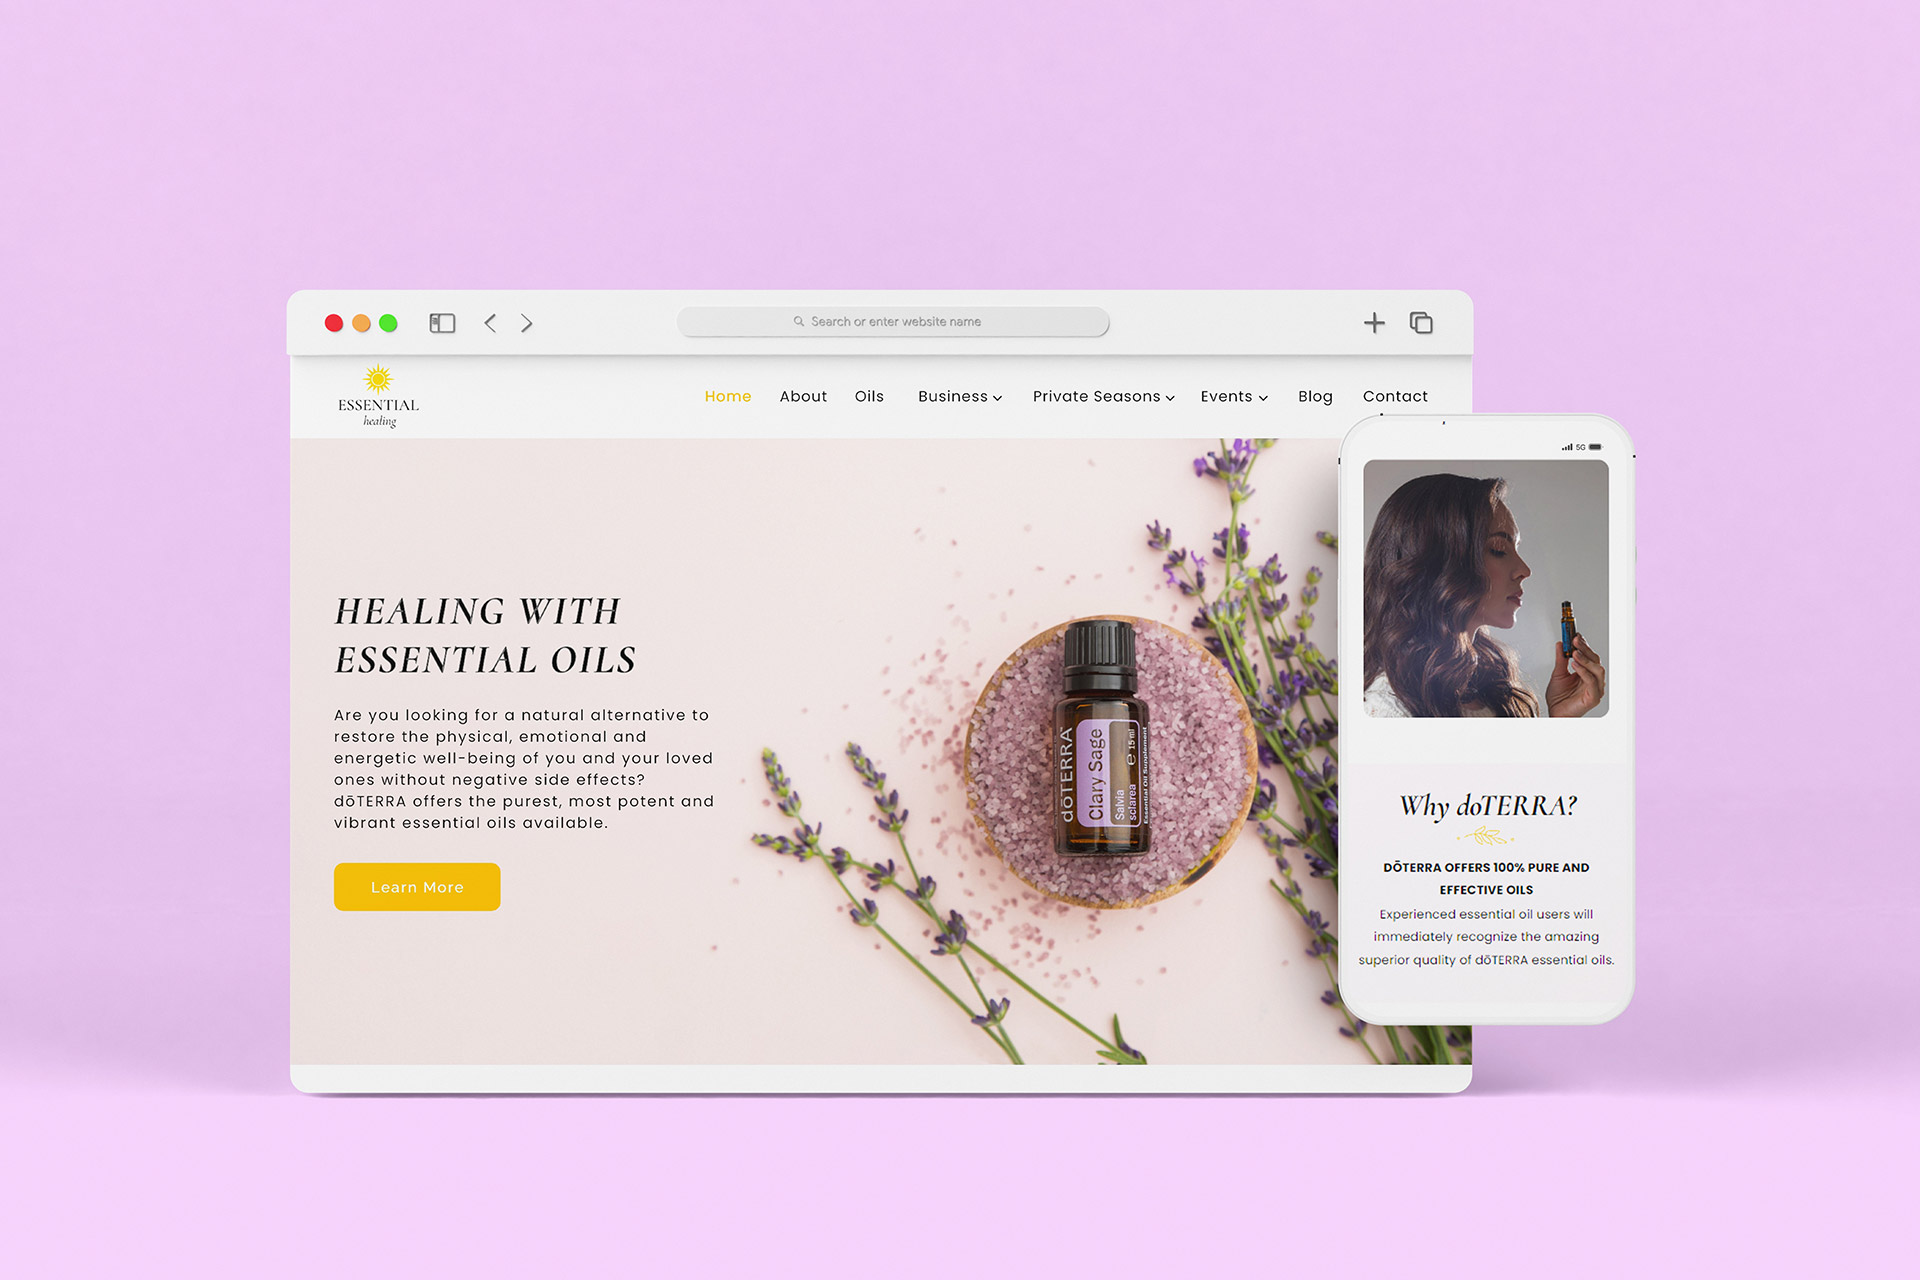 Search or enter website name
ESSENTIAL
healing
Home About Oils Business Private Seasons Events Blog Contact
HEALING WITH
ESSENTIAL OILS
Are you looking for a natural alternative to
restore the physical, emotional and
energetic well-being of you and your loved
ones without negative side effects?
dōTERRA offers the purest, most potent and
vibrant essential oils available.
Learn More
dōTERRA
Clary Sage
Salvia
sclarea
e 15 ml
Essential Oil Supplement
5G
Why doTERRA?
DŌTERRA OFFERS 100% PURE AND
EFFECTIVE OILS
Experienced essential oil users will
immediately recognize the amazing
superior quality of dōTERRA essential oils.